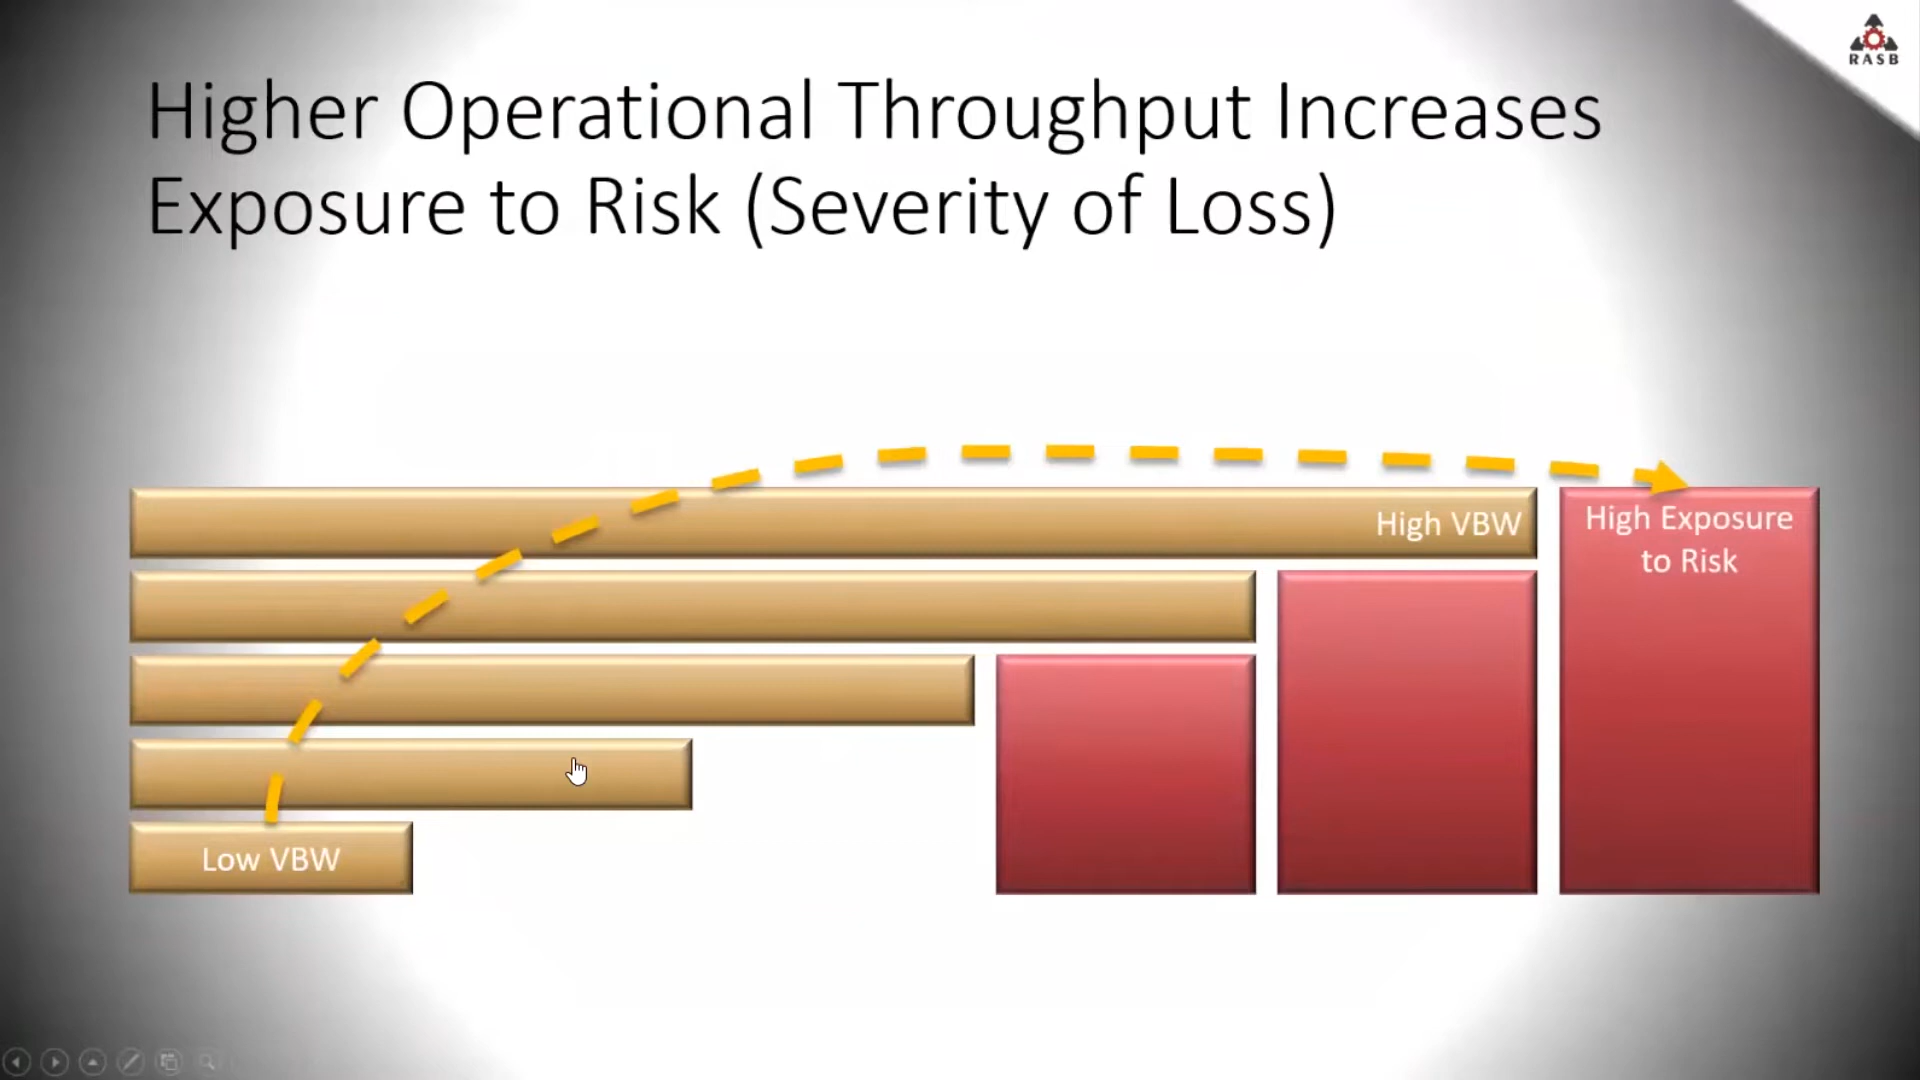 RASB
Higher Operational Throughput Increases
Exposure to Risk (Severity of Loss)
High VBW
High Exposure
to Risk
Low VBW